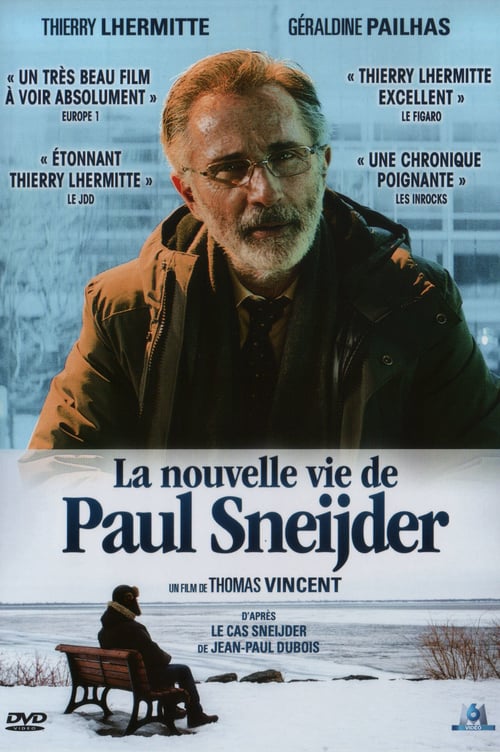 THIERRY LHERMITTE
GÉRALDINE PAILHAS
« UN TRÈS BEAU FILM
À VOIR ABSOLUMENT »
EUROPE 1
« THIERRY LHERMITTE
EXCELLENT »
LE FIGARO
« ÉTONNANT
THIERRY LHERMITTE »
LE JDD
« UNE CHRONIQUE
POIGNANTE »
LES INROCKS
La nouvelle vie de
Paul Sneijder
UN FILM DE THOMAS VINCENT
D'APRÈS
LE CAS SNEIJDER
DE JEAN-PAUL DUBOIS
DVD
VIDEO
M6
VIDEO